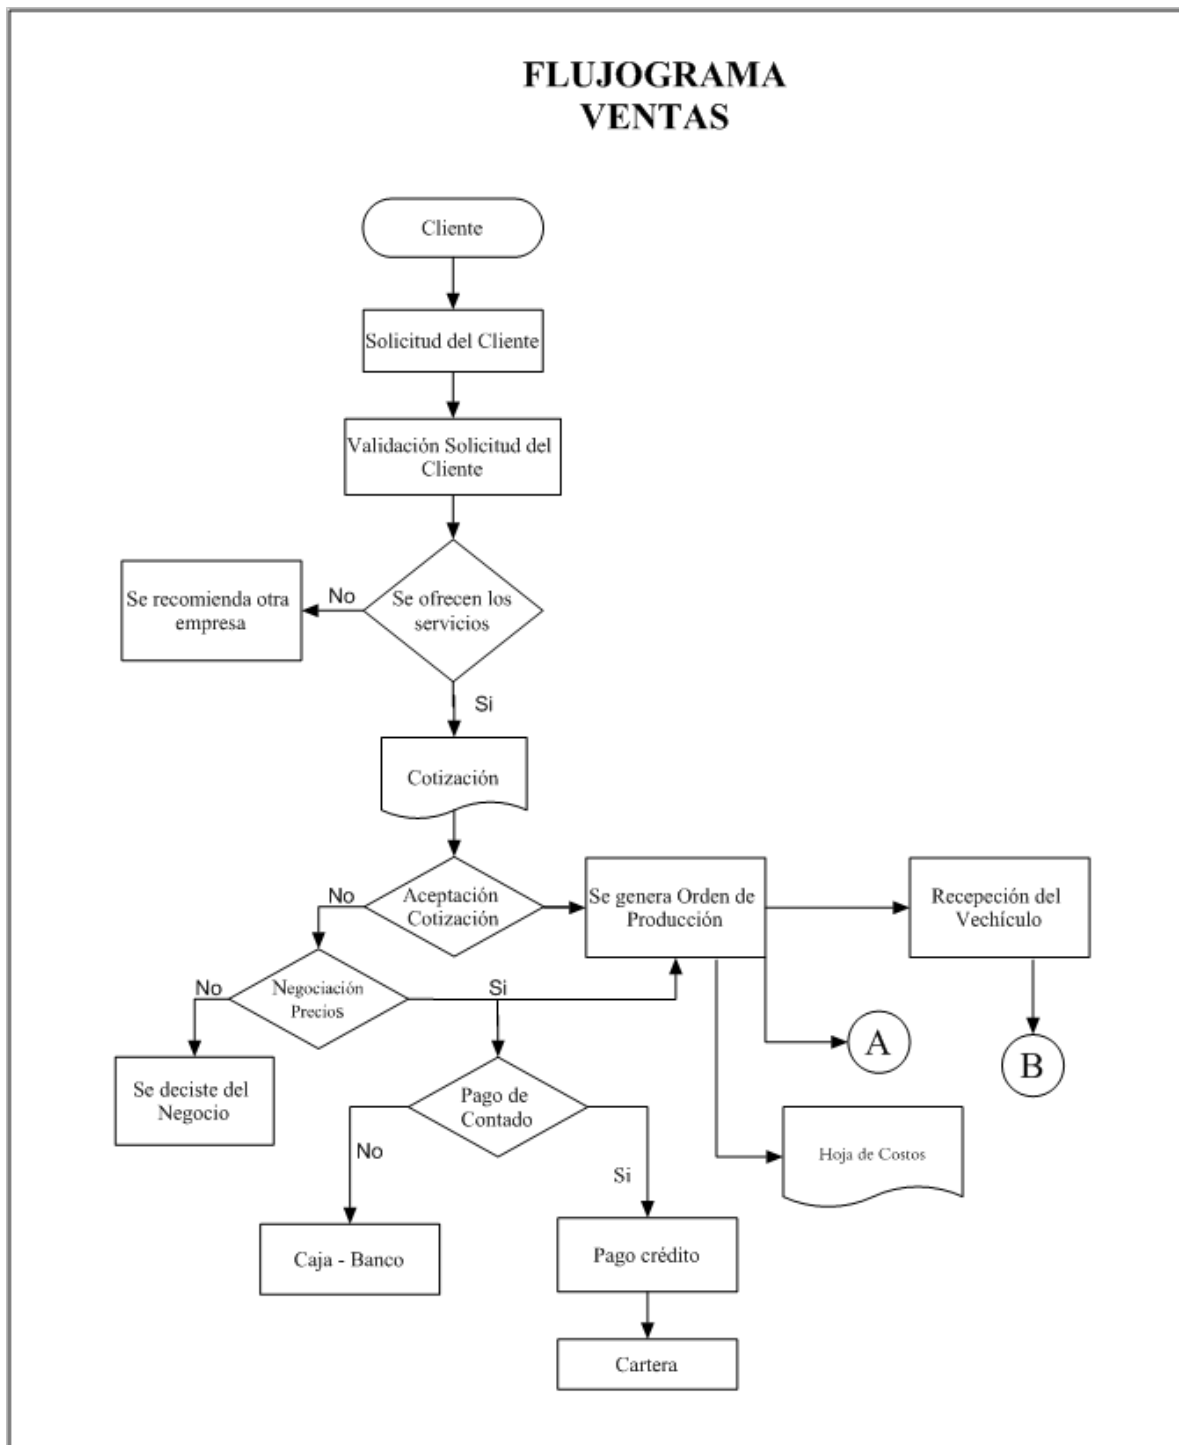 FLUJOGRAMA
VENTAS
Cliente
Solicitud del Cliente
Validación Solicitud del
Cliente
Se ofrecen los
servicios
No
Se recomienda otra
empresa
Si
Cotización
Aceptación
Cotización
No
Se genera Orden de
Producción
Recepeción del
Vechículo
Negociación
Precios
No
Si
Se deciste del
Negocio
A
B
Pago de
Contado
No
Si
Hoja de Costos
Caja - Banco
Pago crédito
Cartera